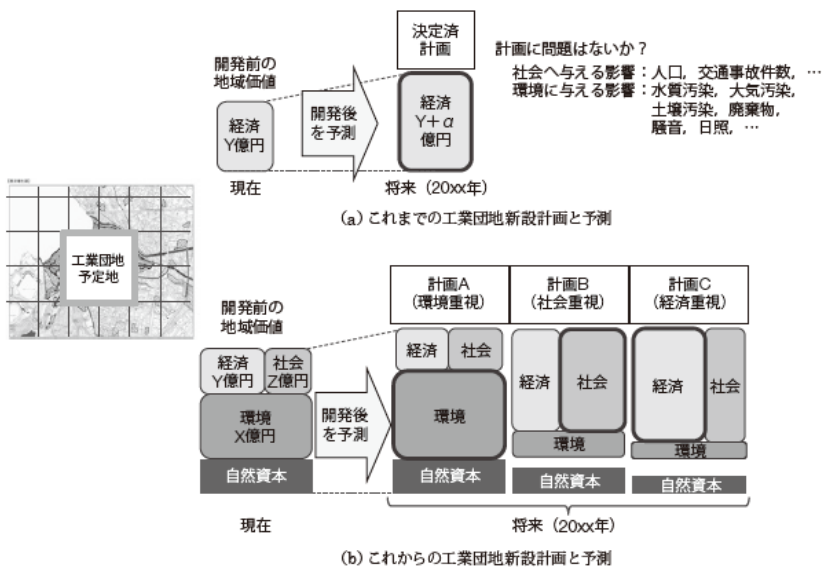 決定済
計画
開発前の
地域価値
経済
Y億円
開発後
を予測
経済
Y+α
億円
現在
将来（20xx年）
計画に問題はないか？
社会へ与える影響：人口，交通事故件数，…
環境に与える影響：水質汚染，大気汚染，
土壌汚染，廃棄物，
騒音，日照，…
(a) これまでの工業団地新設計画と予測
工業団地
予定地
開発前の
地域価値
経済
Y億円
社会
Z億円
環境
X億円
自然資本
現在
開発後
を予測
計画A
（環境重視）
計画B
（社会重視）
計画C
（経済重視）
経済
社会
環境
自然資本
経済
社会
環境
自然資本
経済
社会
環境
自然資本
将来（20xx年）
(b) これからの工業団地新設計画と予測